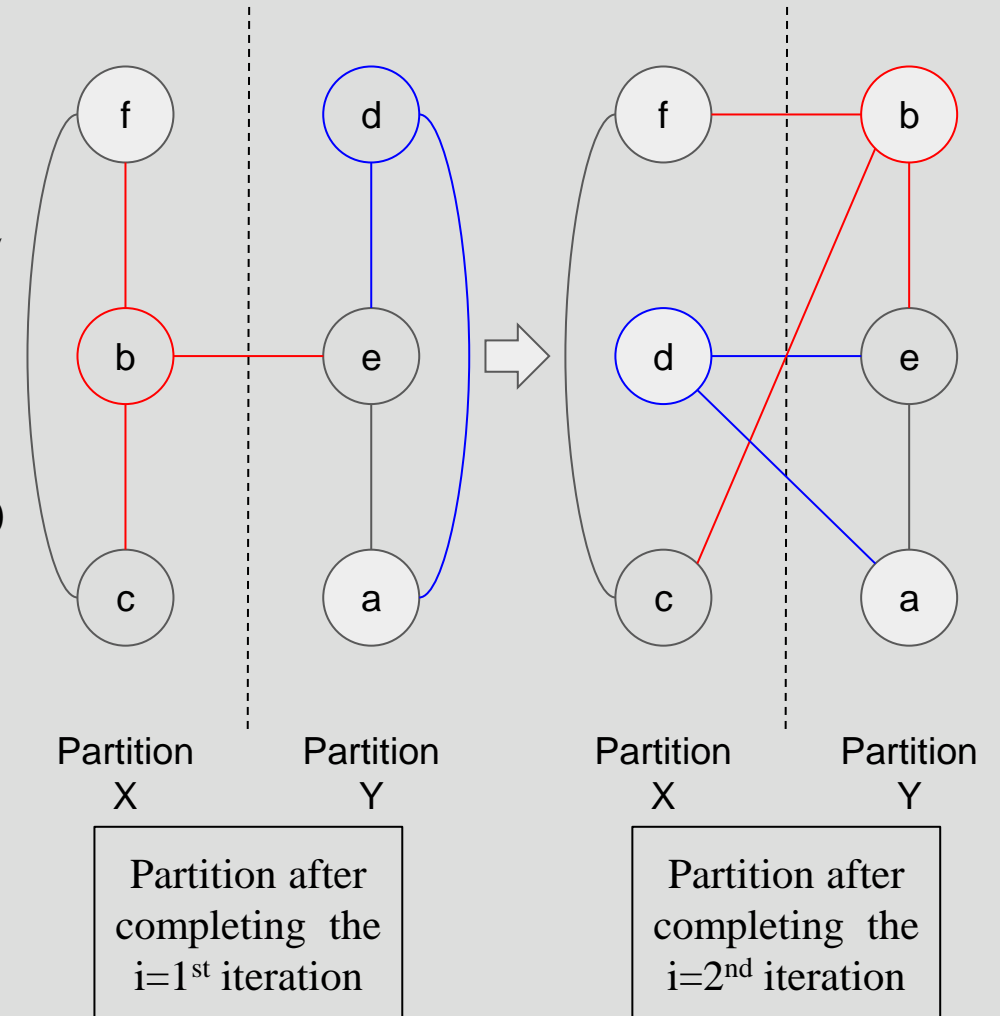 f
d
f
b
b
e
d
e
c
a
c
a
Partition
X
Partition
Y
Partition
X
Partition
Y
Partition after
completing the
i=1st iteration
Partition after
completing the
i=2nd iteration